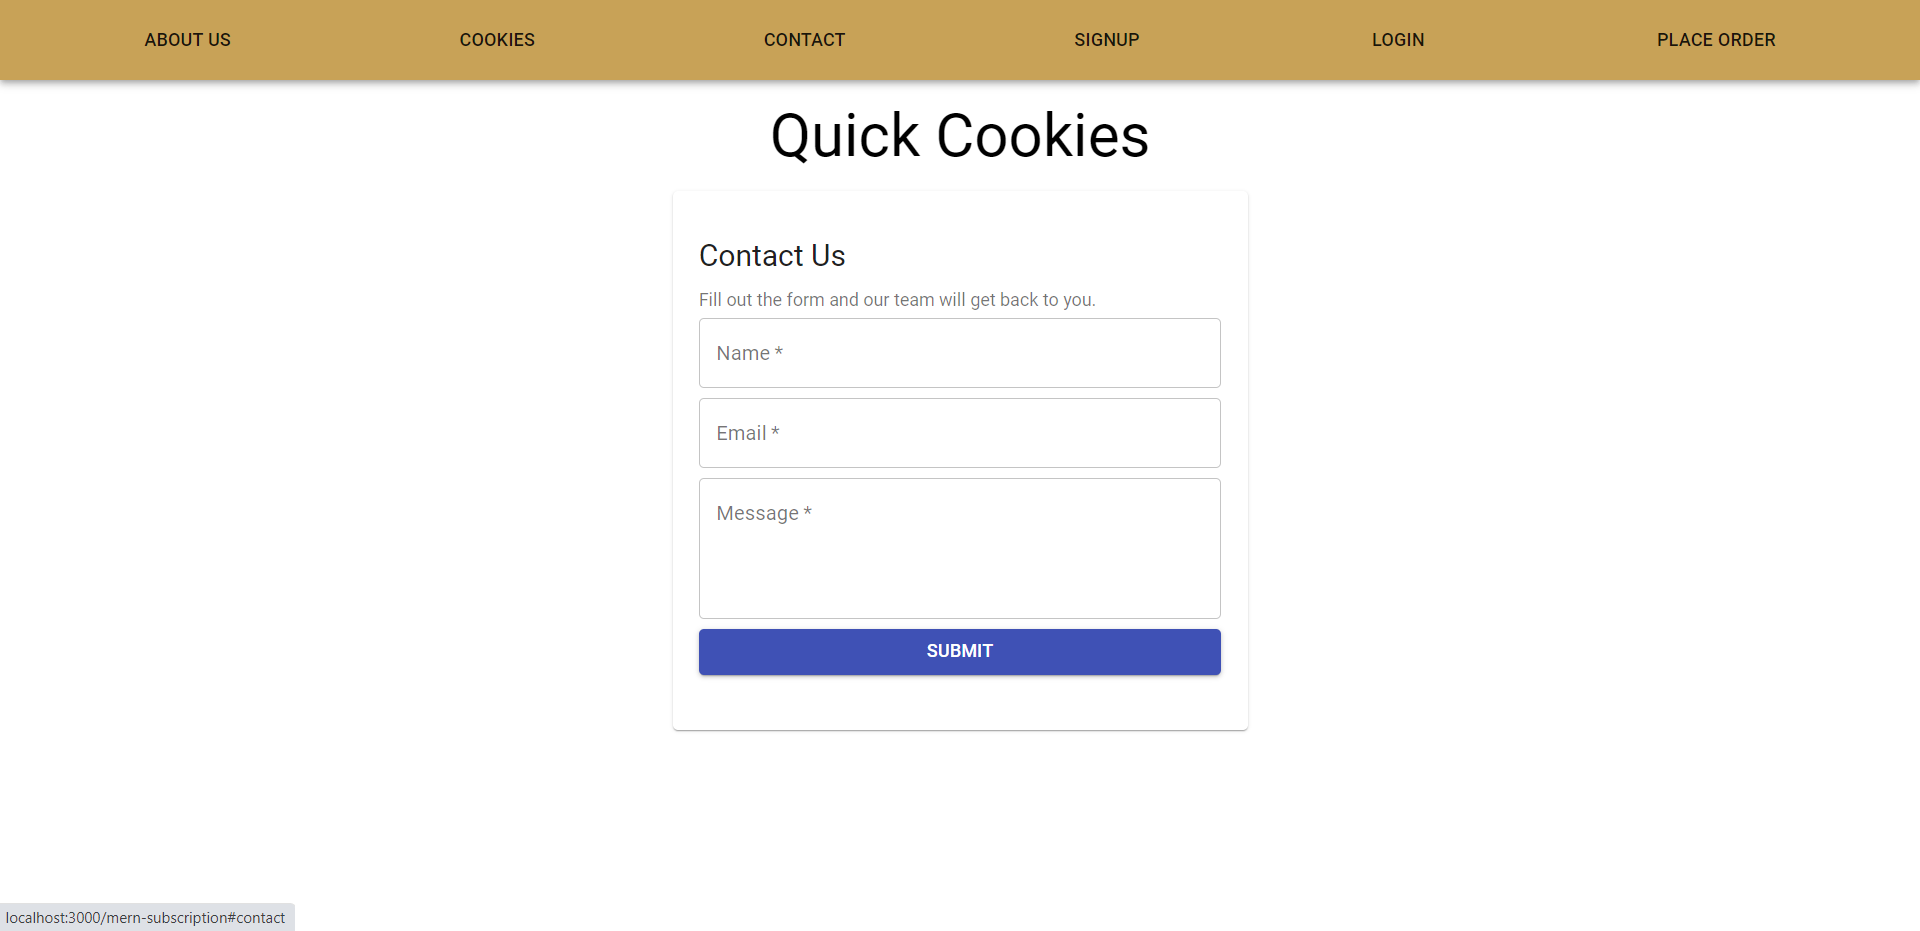 ABOUT US COOKIES CONTACT SIGNUP LOGIN PLACE ORDER
Quick Cookies
Contact Us
Fill out the form and our team will get back to you.
Name *
Email *
Message *
SUBMIT
localhost:3000/mern-subscription#contact